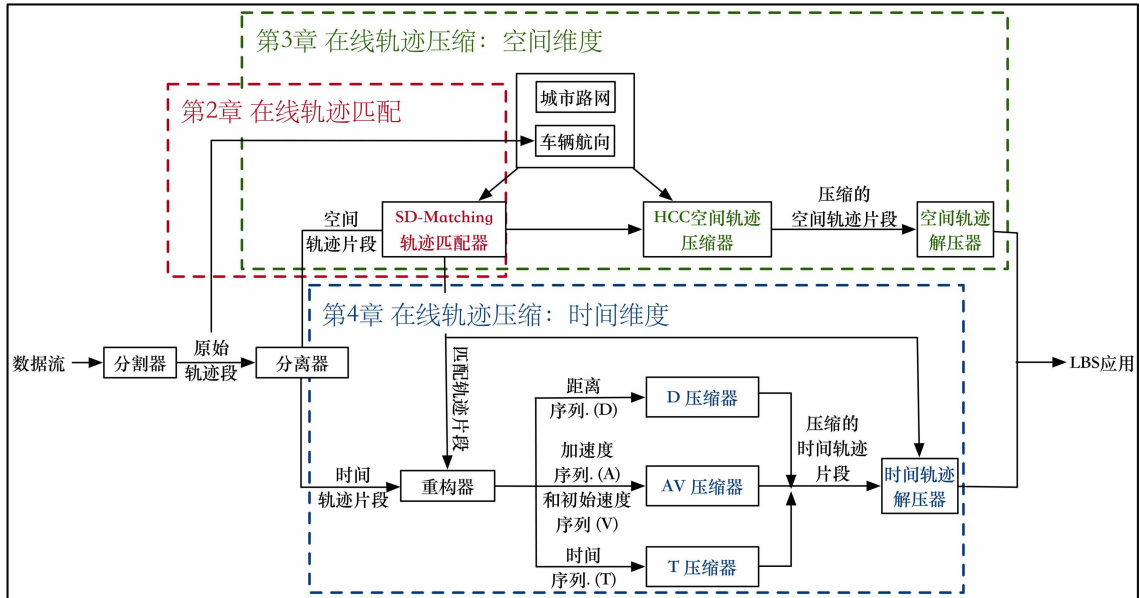 第3章 在线轨迹压缩：空间维度
城市路网
第2章 在线轨迹匹配
车辆航向
空间
轨迹片段
SD-Matching
轨迹匹配器
HCC空间轨迹
压缩器
压缩的
空间轨迹片段
空间轨迹
解压器
第4章 在线轨迹压缩：时间维度
数据流
分割器
原始
轨迹段
分离器
匹配轨迹片段
LBS应用
距离
序列. (D)
D 压缩器
压缩的
时间轨迹
片段
时间
轨迹片段
重构器
加速度
序列. (A)
和初始速度
序列 (V)
AV 压缩器
时间轨迹
解压器
时间
序列. (T)
T 压缩器